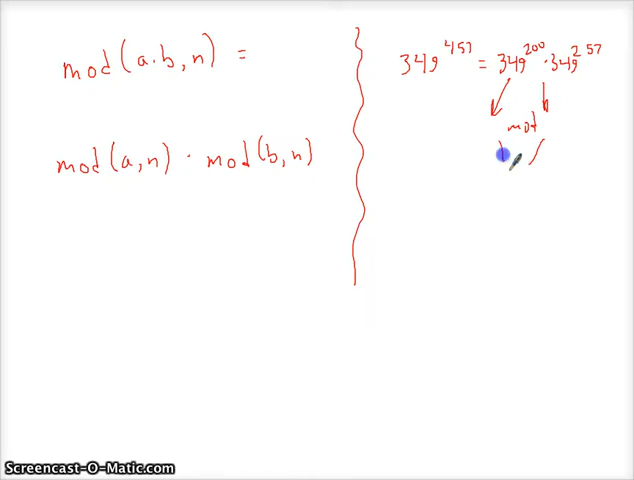 mod(a.b,n) =
mod(a,n) · mod(b,n)
349^457 = 349^200 · 349^257
mod
Screencast-O-Matic.com